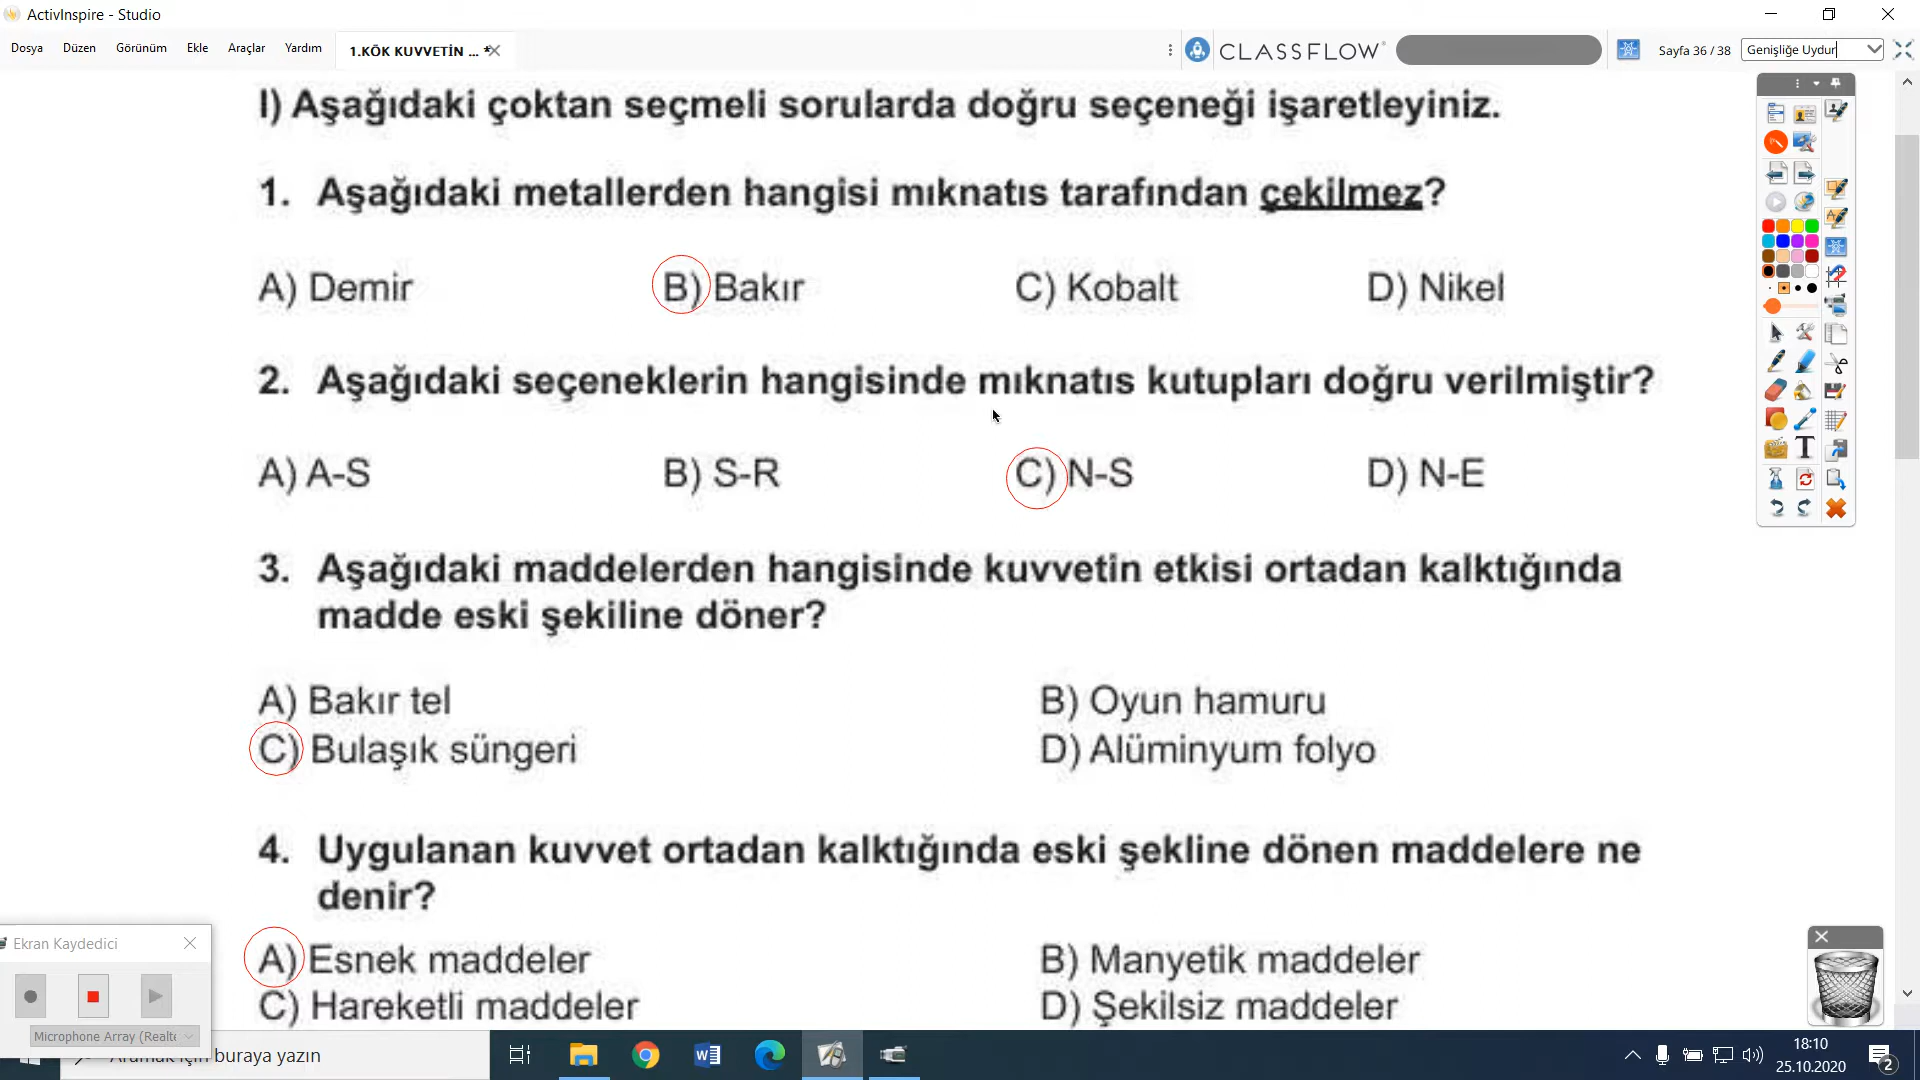 ActivInspire - Studio
Dosya Düzen Görünüm Ekle Araçlar Yardım 1.KÖK KUVVETİN ... * CLASSFLOW Sayfa 36 / 38 Genişliğe Uydur
I) Aşağıdaki çoktan seçmeli sorularda doğru seçeneği işaretleyiniz.
1. Aşağıdaki metallerden hangisi mıknatıs tarafından çekilmez?
A) Demir B) Bakır C) Kobalt D) Nikel
2. Aşağıdaki seçeneklerin hangisinde mıknatıs kutupları doğru verilmiştir?
A) A-S B) S-R C) N-S D) N-E
3. Aşağıdaki maddelerden hangisinde kuvvetin etkisi ortadan kalktığında
madde eski şekiline döner?
A) Bakır tel B) Oyun hamuru
C) Bulaşık süngeri D) Alüminyum folyo
4. Uygulanan kuvvet ortadan kalktığında eski şekline dönen maddelere ne
denir?
A) Esnek maddeler B) Manyetik maddeler
C) Hareketli maddeler D) Şekilsiz maddeler
Ekran Kaydedici
Microphone Array (Realte
buraya yazın
18:10
25.10.2020
2